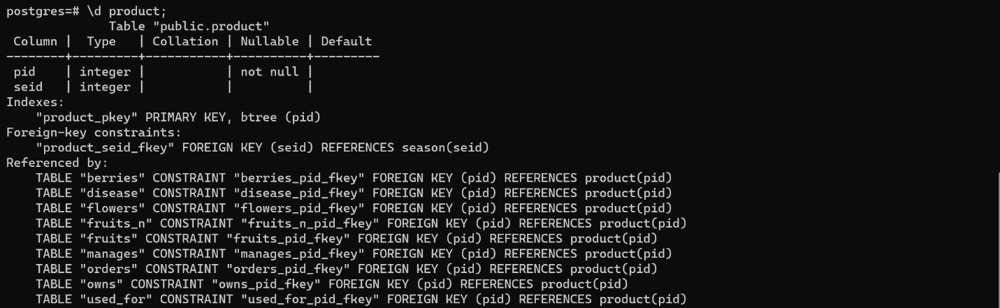 postgres=# \d product;
              Table "public.product"
 Column |  Type   | Collation | Nullable | Default
--------+---------+-----------+----------+---------
 pid    | integer |           | not null |
 seid   | integer |           |          |
Indexes:
    "product_pkey" PRIMARY KEY, btree (pid)
Foreign-key constraints:
    "product_seid_fkey" FOREIGN KEY (seid) REFERENCES season(seid)
Referenced by:
    TABLE "berries" CONSTRAINT "berries_pid_fkey" FOREIGN KEY (pid) REFERENCES product(pid)
    TABLE "disease" CONSTRAINT "disease_pid_fkey" FOREIGN KEY (pid) REFERENCES product(pid)
    TABLE "flowers" CONSTRAINT "flowers_pid_fkey" FOREIGN KEY (pid) REFERENCES product(pid)
    TABLE "fruits_n" CONSTRAINT "fruits_n_pid_fkey" FOREIGN KEY (pid) REFERENCES product(pid)
    TABLE "fruits" CONSTRAINT "fruits_pid_fkey" FOREIGN KEY (pid) REFERENCES product(pid)
    TABLE "manages" CONSTRAINT "manages_pid_fkey" FOREIGN KEY (pid) REFERENCES product(pid)
    TABLE "orders" CONSTRAINT "orders_pid_fkey" FOREIGN KEY (pid) REFERENCES product(pid)
    TABLE "owns" CONSTRAINT "owns_pid_fkey" FOREIGN KEY (pid) REFERENCES product(pid)
    TABLE "used_for" CONSTRAINT "used_for_pid_fkey" FOREIGN KEY (pid) REFERENCES product(pid)